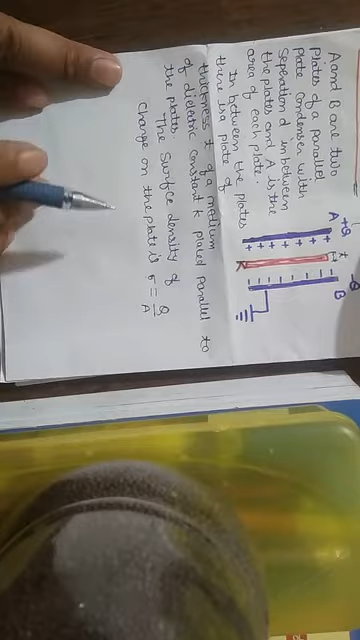 A and B are two
plates of a parallel
plate condenser with
seperation d in between
the plates and A is the
area of each plate.
In between the plates
there is a plate of
thickness t of a medium
of dielectric constant k placed parallel to
the plates. The Surface density of
charge on the plate is σ = Q/A
+Q
-Q
A
+ + + + + + +
t
K
- - - - - - -
B